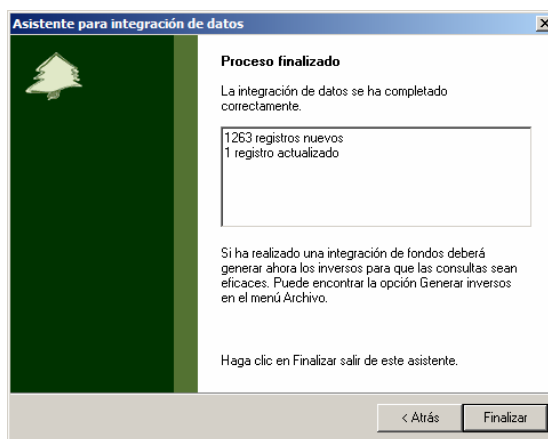 Asistente para integración de datos
Proceso finalizado
La integración de datos se ha completado
correctamente.
1263 registros nuevos
1 registro actualizado
Si ha realizado una integración de fondos deberá
generar ahora los inversos para que las consultas sean
eficaces. Puede encontrar la opción Generar inversos
en el menú Archivo.
Haga clic en Finalizar salir de este asistente.
< Atrás
Finalizar